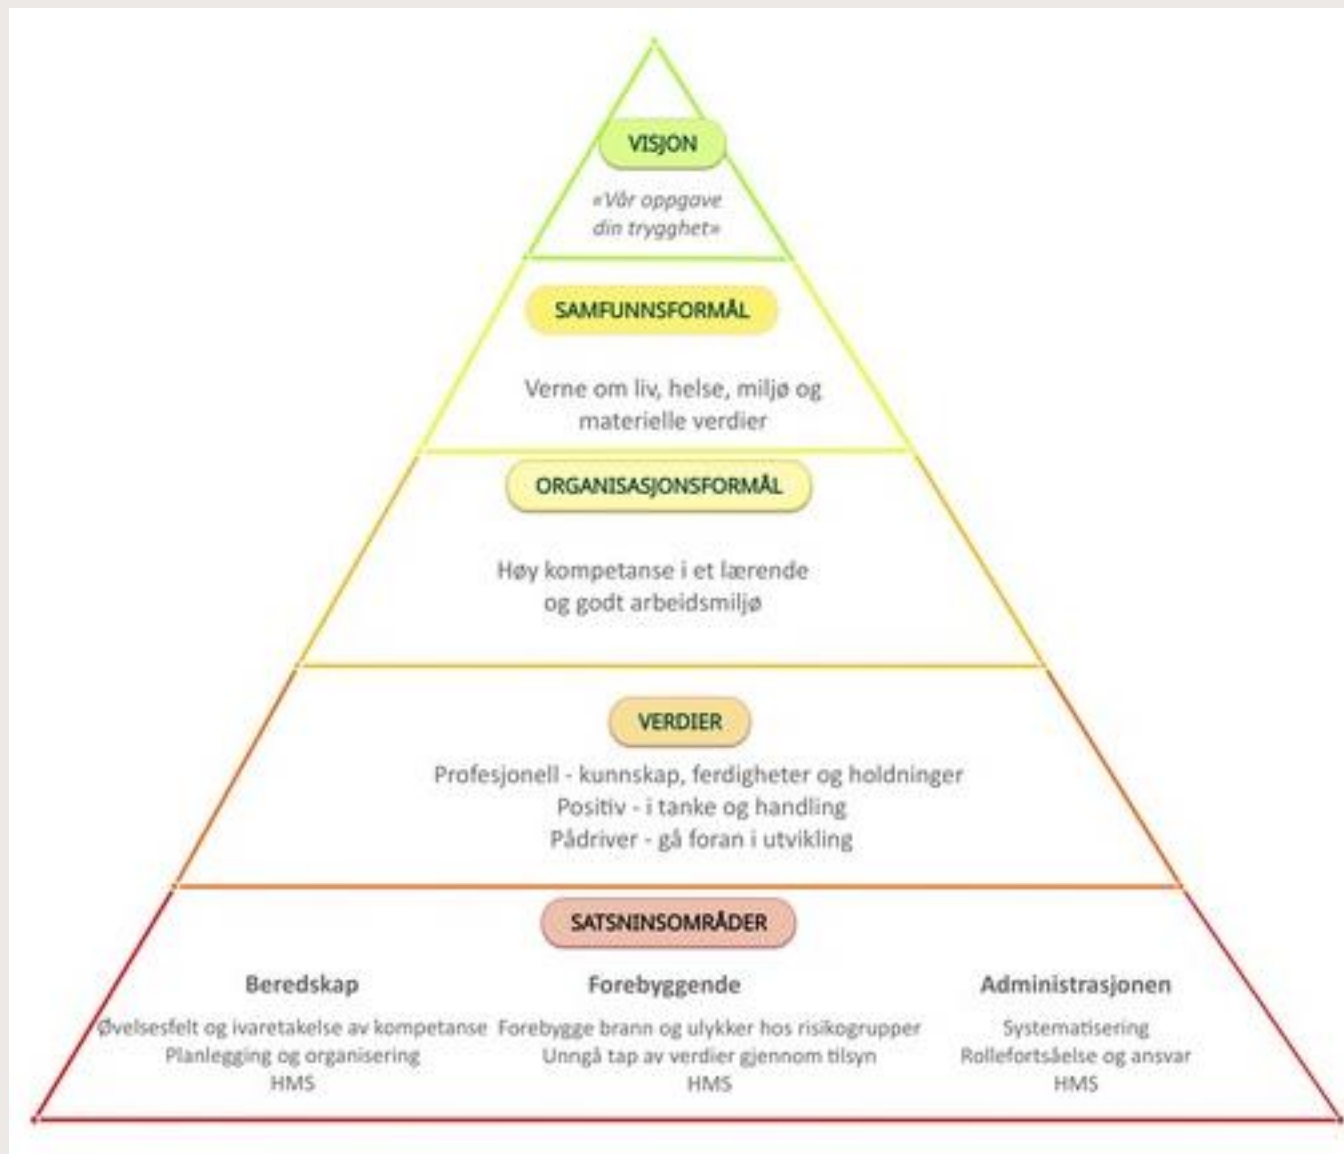 VISJON
«Vår oppgave
din trygghet»
SAMFUNNSFORMÅL
Verne om liv, helse, miljø og
materielle verdier
ORGANISASJONSFORMÅL
Høy kompetanse i et lærende
og godt arbeidsmiljø
VERDIER
Profesjonell - kunnskap, ferdigheter og holdninger
Positiv - i tanke og handling
Pådriver - gå foran i utvikling
SATSNINSOMRÅDER
Beredskap
Øvelsesfelt og ivaretakelse av kompetanse
Planlegging og organisering
HMS
Forebyggende
Forebygge brann og ulykker hos risikogrupper
Unngå tap av verdier gjennom tilsyn
HMS
Administrasjonen
Systematisering
Rollefortsåelse og ansvar
HMS